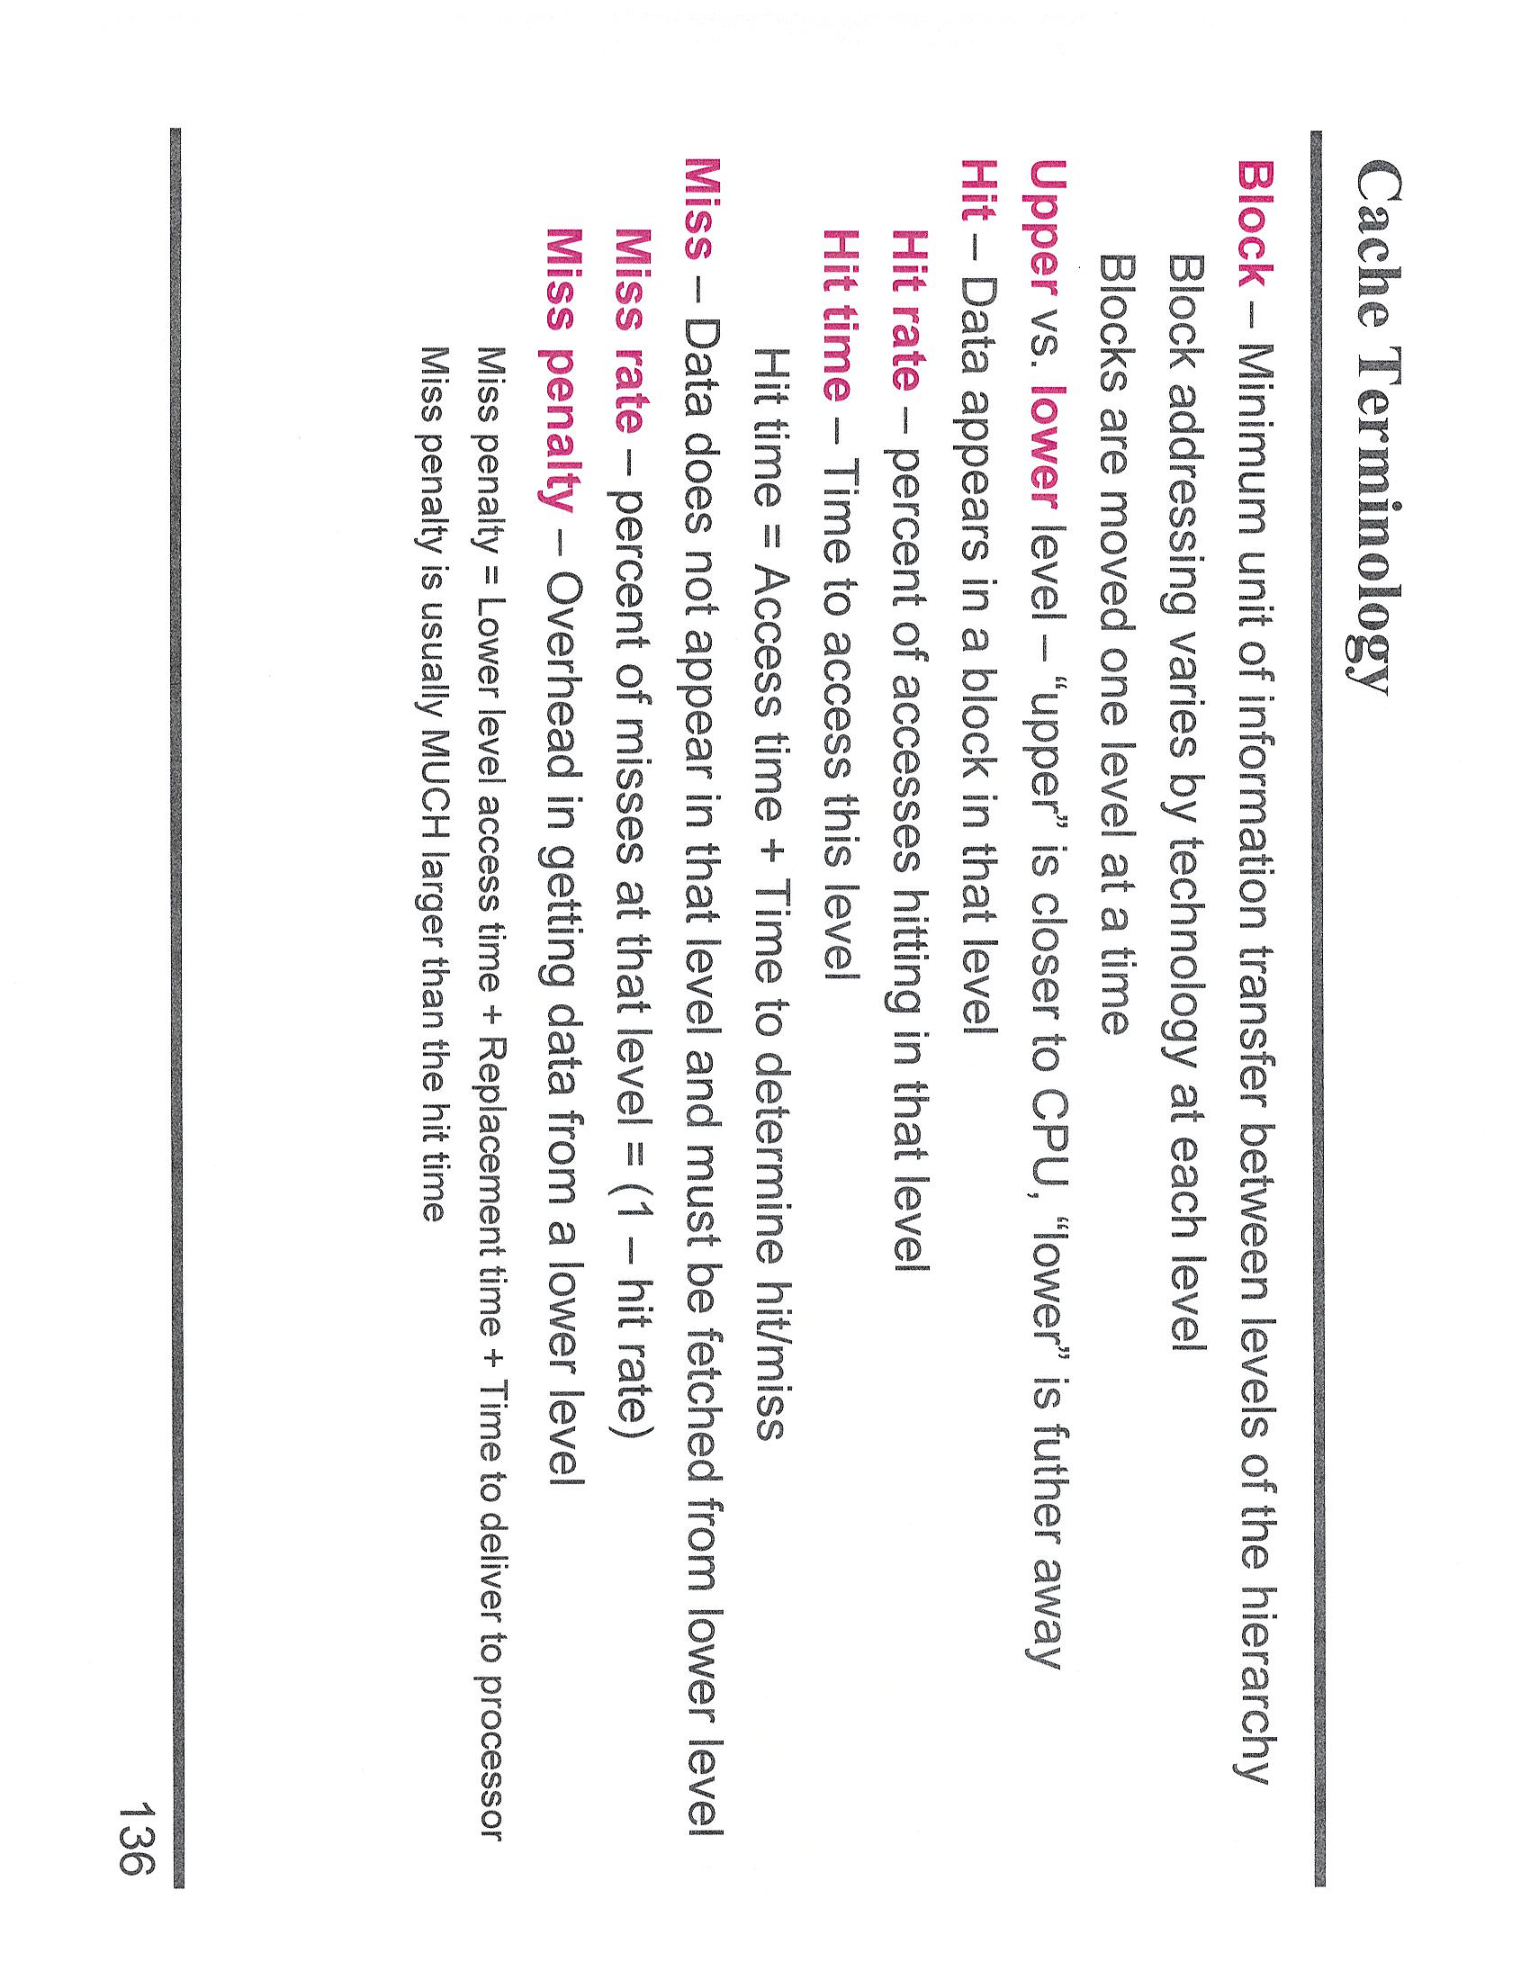 Cache Terminology
Block – Minimum unit of information transfer between levels of the hierarchy
Block addressing varies by technology at each level
Blocks are moved one level at a time
Upper vs. lower level – “upper” is closer to CPU, “lower” is futher away
Hit – Data appears in a block in that level
Hit rate – percent of accesses hitting in that level
Hit time – Time to access this level
Hit time = Access time + Time to determine hit/miss
Miss – Data does not appear in that level and must be fetched from lower level
Miss rate – percent of misses at that level = (1 – hit rate)
Miss penalty – Overhead in getting data from a lower level
Miss penalty = Lower level access time + Replacement time + Time to deliver to processor
Miss penalty is usually MUCH larger than the hit time
136